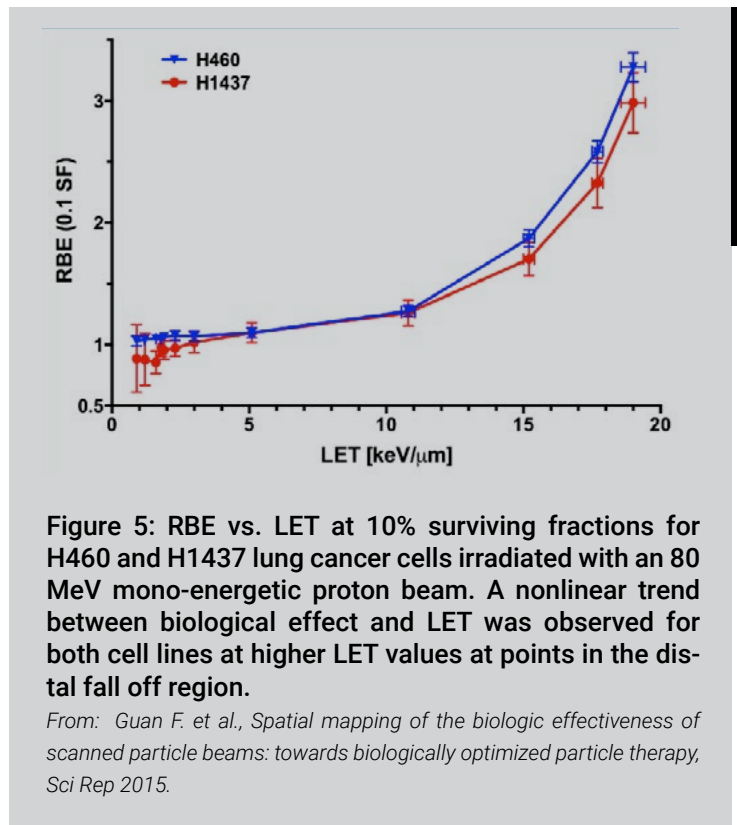 H460
H1437
3
2
1
0.5
RBE (0.1 SF)
0 5 10 15 20
LET [keV/μm]
Figure 5: RBE vs. LET at 10% surviving fractions for
H460 and H1437 lung cancer cells irradiated with an 80
MeV mono-energetic proton beam. A nonlinear trend
between biological effect and LET was observed for
both cell lines at higher LET values at points in the dis-
tal fall off region.
From: Guan F. et al., Spatial mapping of the biologic effectiveness of
scanned particle beams: towards biologically optimized particle therapy,
Sci Rep 2015.